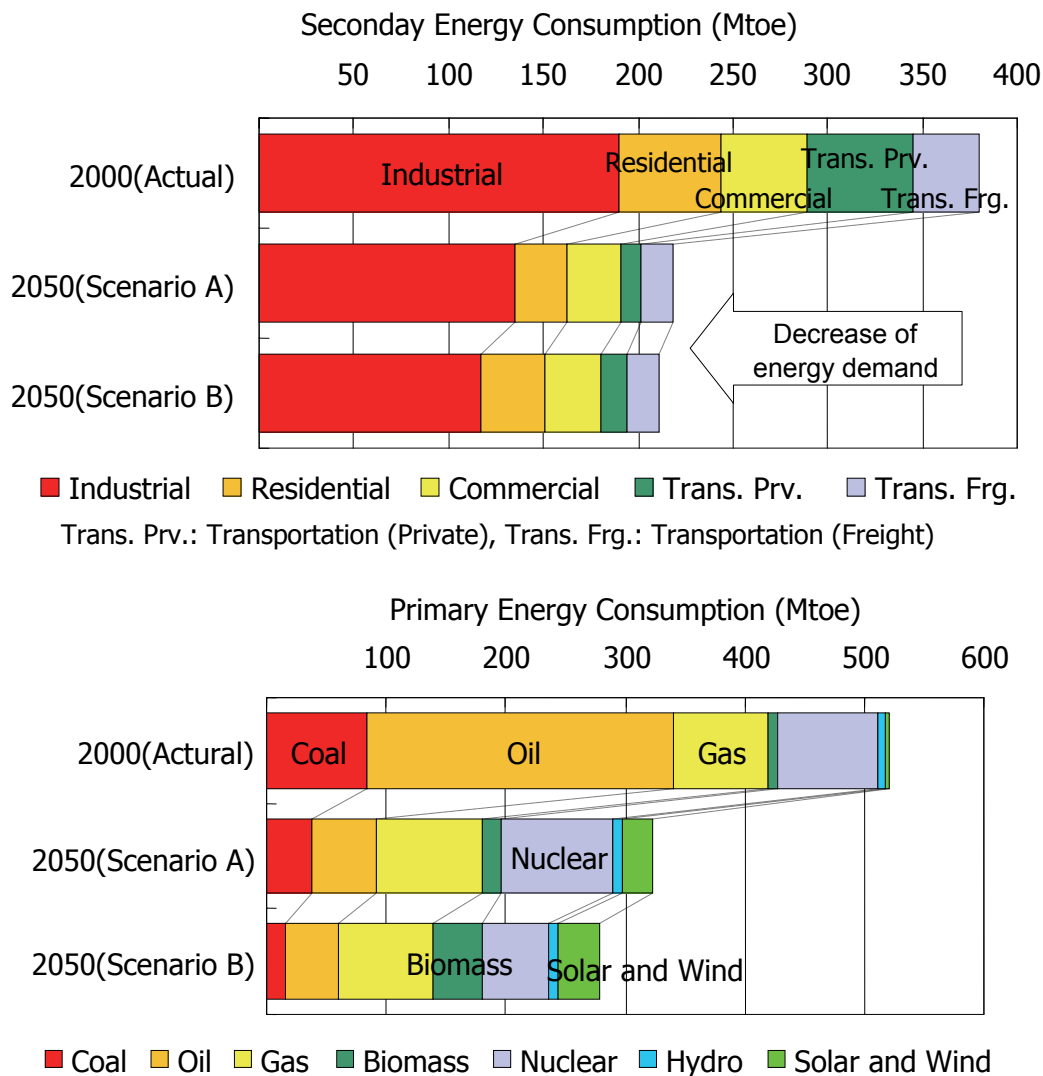 Seconday Energy Consumption (Mtoe)
50 100 150 200 250 300 350 400
2000(Actual)
Industrial
Residential
Commercial
Trans. Prv.
Trans. Frg.
2050(Scenario A)
Decrease of
energy demand
2050(Scenario B)
Industrial Residential Commercial Trans. Prv. Trans. Frg.
Trans. Prv.: Transportation (Private), Trans. Frg.: Transportation (Freight)
Primary Energy Consumption (Mtoe)
100 200 300 400 500 600
2000(Actural)
Coal
Oil
Gas
2050(Scenario A)
Nuclear
2050(Scenario B)
Biomass
Solar and Wind
Coal Oil Gas Biomass Nuclear Hydro Solar and Wind